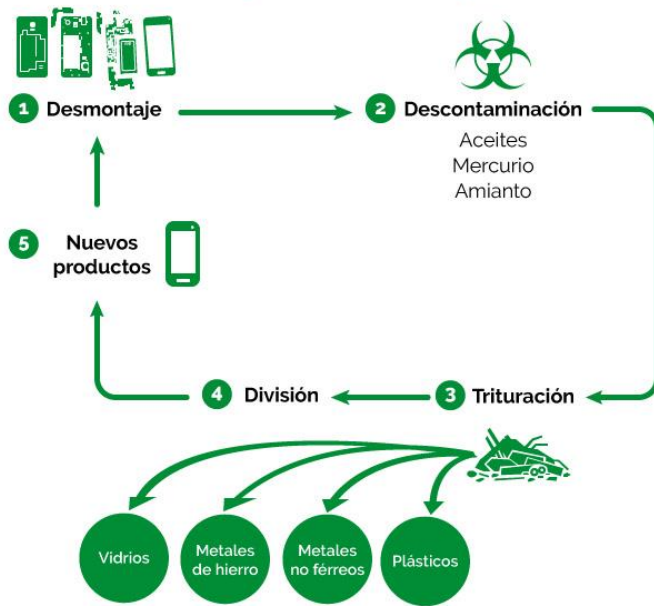 1 Desmontaje
2 Descontaminación
Aceites
Mercurio
Amianto
5 Nuevos
productos
4 División
3 Trituración
Vidrios
Metales
de hierro
Metales
no férreos
Plásticos